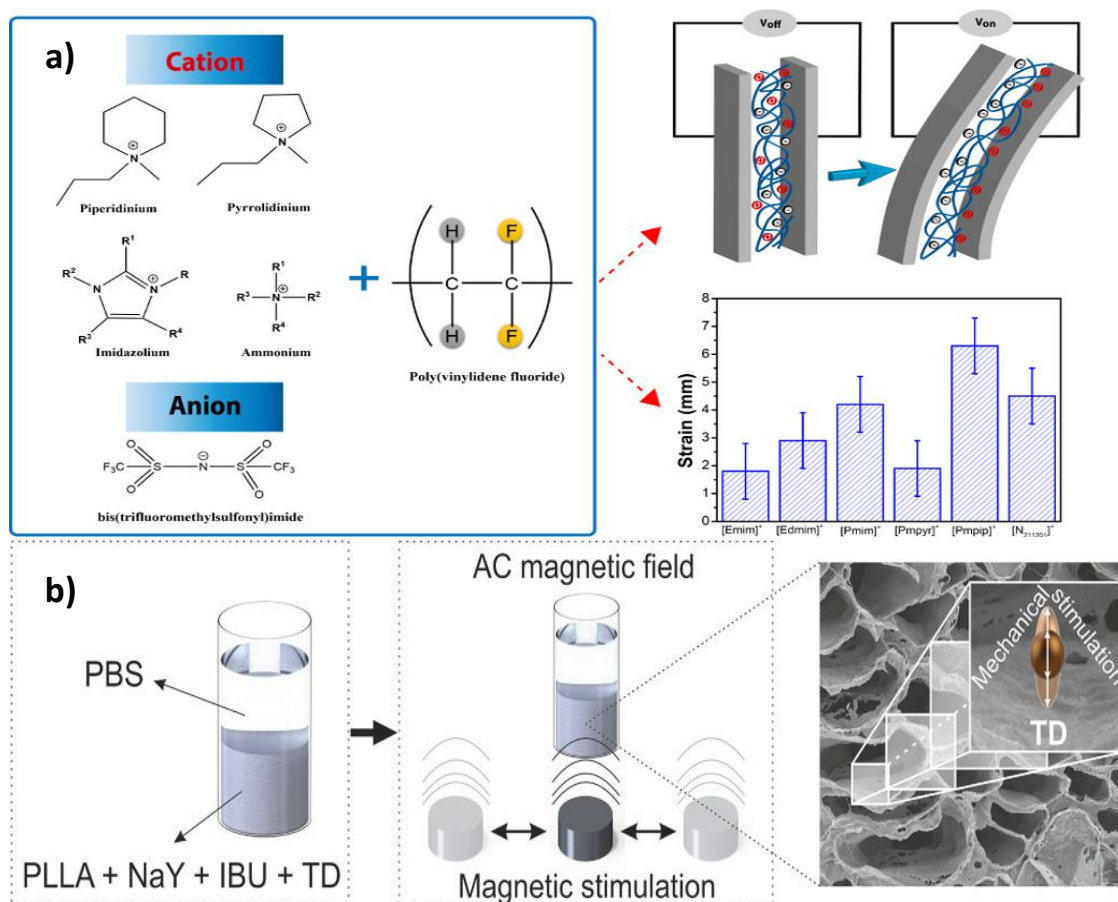 a)
Cation
N
⊕
Piperidinium
N
⊕
Pyrrolidinium
R¹
R²
N
⊕
N
R
R³
R⁴
Imidazolium
R¹
R³
N
⊕
R²
R⁴
Ammonium
Anion
O
O
F₃C
S
N
⊖
S
CF₃
O
O
bis(trifluoromethylsulfonyl)imide
+
H
F
C
C
H
F
Poly(vinylidene fluoride)
Voff
Von
Strain (mm)
8
7
6
5
4
3
2
1
0
[Emim]⁺
[Edmim]⁺
[Pmim]⁺
[Pmpyr]⁺
[Pmpip]⁺
b)
PBS
PLLA + NaY + IBU + TD
AC magnetic field
Magnetic stimulation
Mechanical stimulation
TD